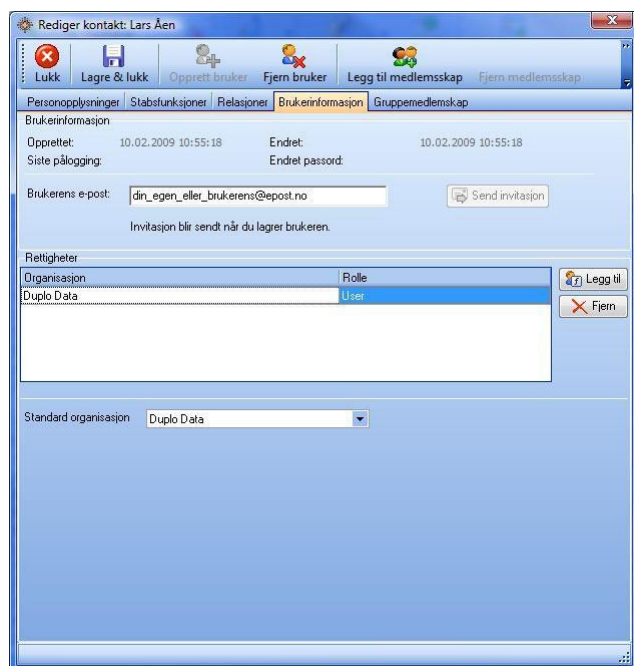 Rediger kontakt: Lars Åen
Lukk Lagre & lukk Opprett bruker Fjern bruker Legg til medlemsskap Fjern medlemsskap
Personopplysninger Stabsfunksjoner Relasjoner Brukerinformasjon Gruppemedlemskap
Brukerinformasjon
Opprettet: 10.02.2009 10:55:18 Endret: 10.02.2009 10:55:18
Siste pålogging: Endret passord:
Brukerens e-post: din_egen_eller_brukerens@epost.no Send invitasjon
Invitasjon blir sendt når du lagrer brukeren.
Rettigheter
Organisasjon Rolle Legg til
Duplo Data User Fjern
Standard organisasjon Duplo Data